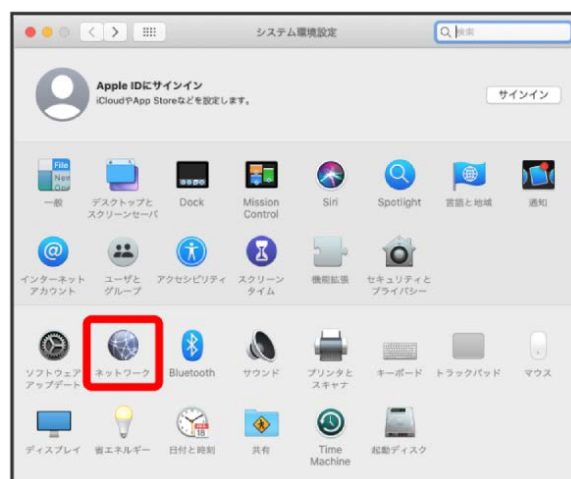 システム環境設定
検索
Apple IDにサインイン
iCloudやApp Storeなどを設定します。
サインイン
File
New
一般
デスクトップと
スクリーンセーバ
Dock
Mission
Control
Siri
Spotlight
言語と地域
通知
インターネット
アカウント
ユーザと
グループ
アクセシビリティ
スクリーン
タイム
機能拡張
セキュリティと
プライバシー
ソフトウェア
アップデート
ネットワーク
Bluetooth
サウンド
プリンタと
スキャナ
キーボード
トラックパッド
マウス
18
ディスプレイ
省エネルギー
日付と時刻
共有
Time
Machine
起動ディスク